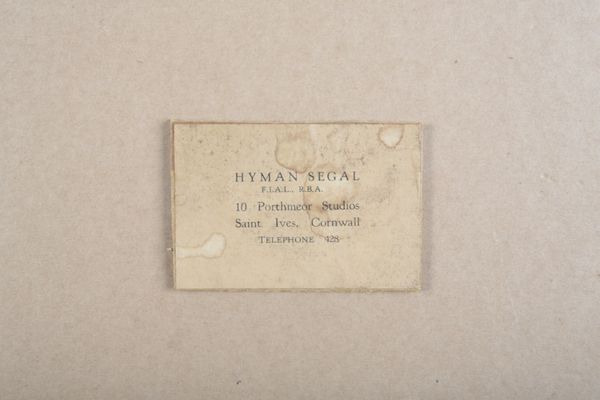 HYMAN SEGAL
F.I.A.L., R.B.A.
10 Porthmeor Studios
Saint Ives, Cornwall
TELEPHONE 428